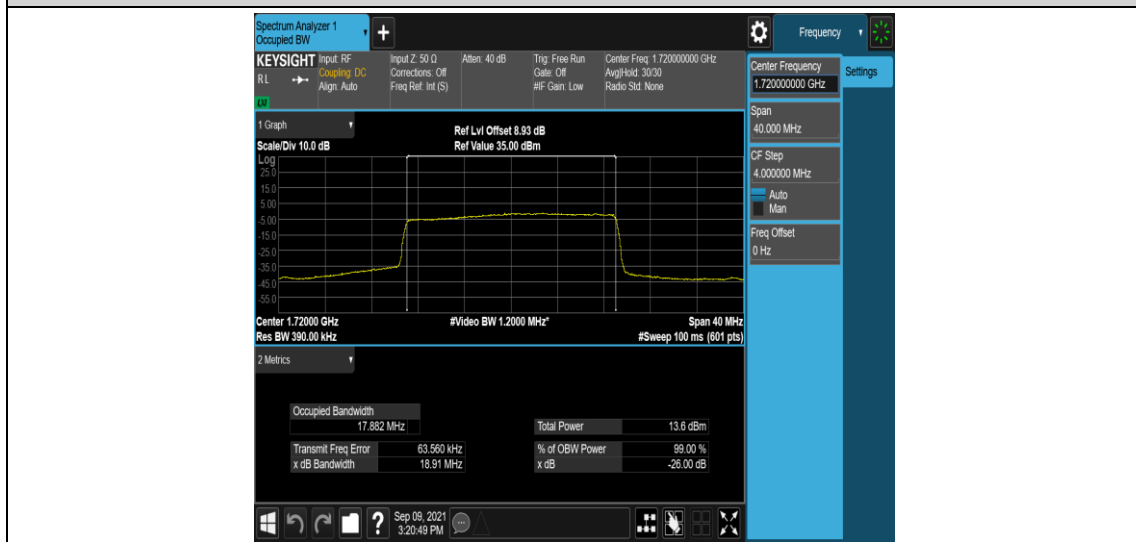 Spectrum Analyzer 1
Occupied BW
+
Frequency
KEYSIGHT
RL
LXI
Input: RF
Coupling: DC
Align: Auto
Input Z: 50 Ω
Corrections: Off
Freq Ref: Int (S)
Atten: 40 dB
Trig: Free Run
Gate: Off
#IF Gain: Low
Center Freq: 1.720000000 GHz
Avg|Hold: 30/30
Radio Std: None
Center Frequency
1.720000000 GHz
Settings
Span
40.000 MHz
CF Step
4.000000 MHz
Auto
Man
Freq Offset
0 Hz
1 Graph
Ref Lvl Offset 8.93 dB
Scale/Div 10.0 dB
Ref Value 35.00 dBm
Log
25.0
15.0
5.00
-5.00
-15.0
-25.0
-35.0
-45.0
-55.0
Center 1.72000 GHz
#Video BW 1.2000 MHz*
Span 40 MHz
Res BW 390.00 kHz
#Sweep 100 ms (601 pts)
2 Metrics
Occupied Bandwidth
17.882 MHz
Total Power 13.6 dBm
Transmit Freq Error 63.560 kHz
% of OBW Power 99.00 %
x dB Bandwidth 18.91 MHz
x dB -26.00 dB
?
Sep 09, 2021
3:20:49 PM